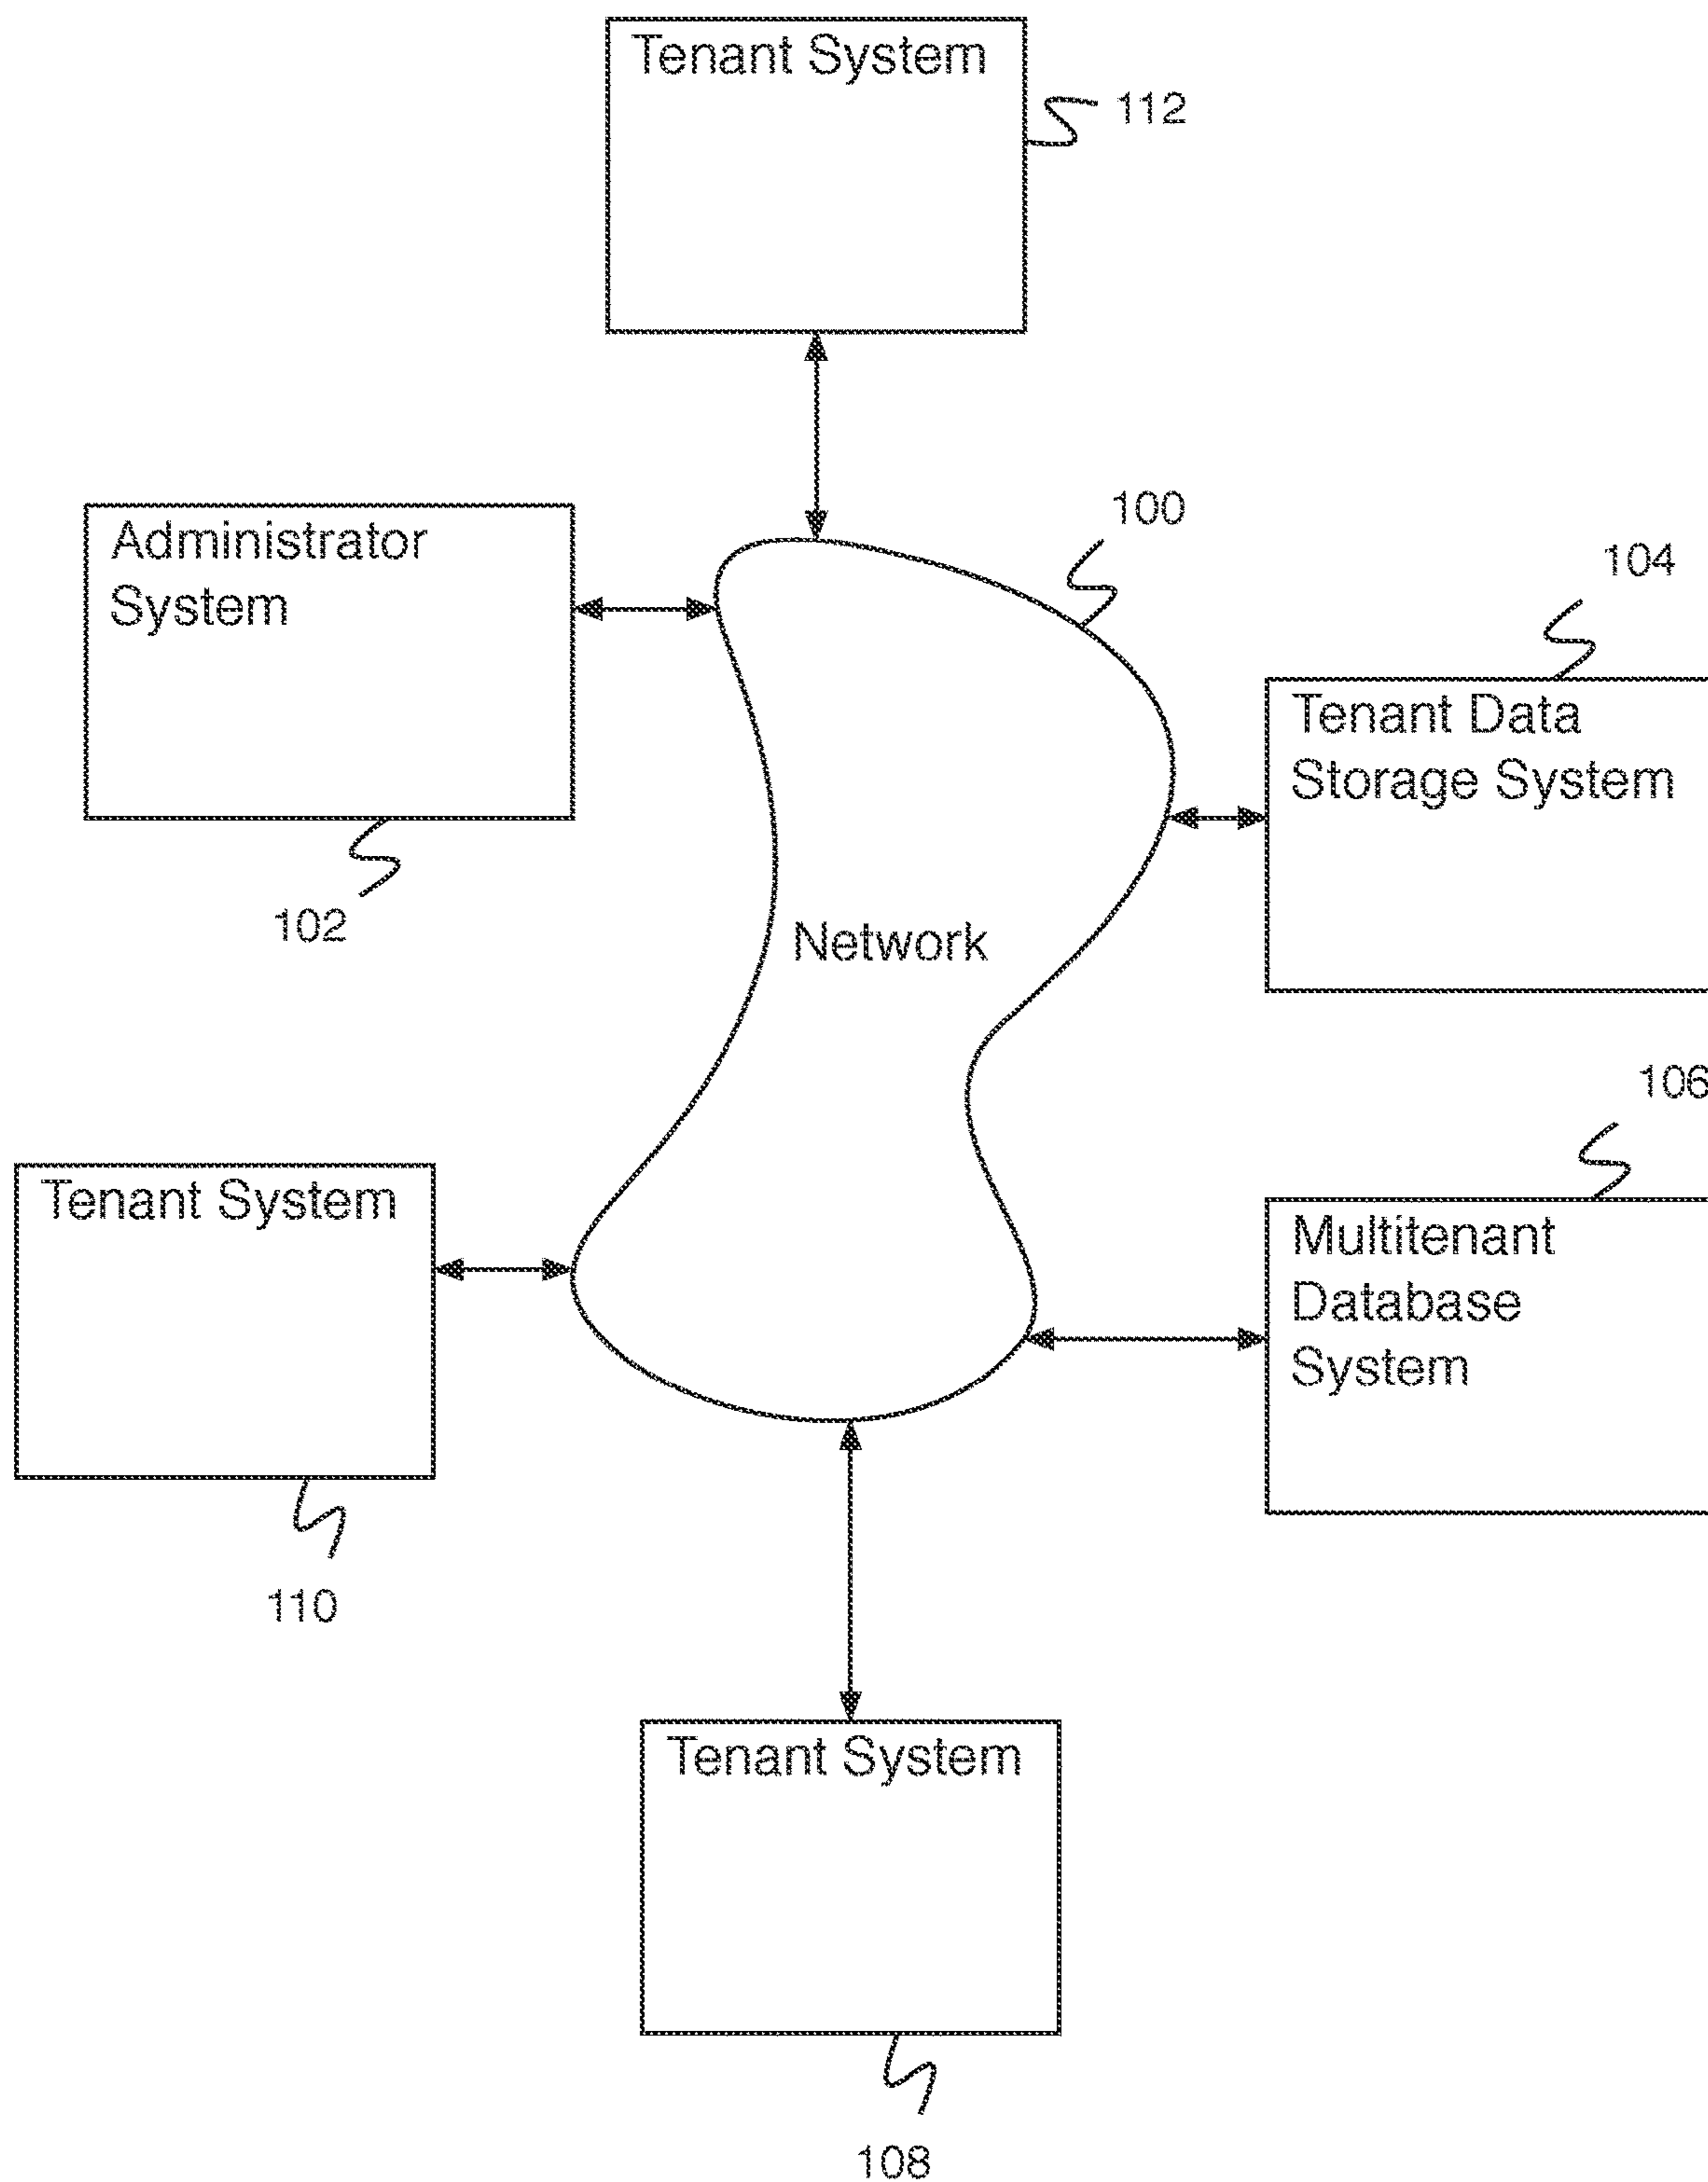 Tenant System
112
100
Administrator
System
104
Tenant Data
Storage System
102
Network
106
Tenant System
Multitenant
Database
System
110
Tenant System
108